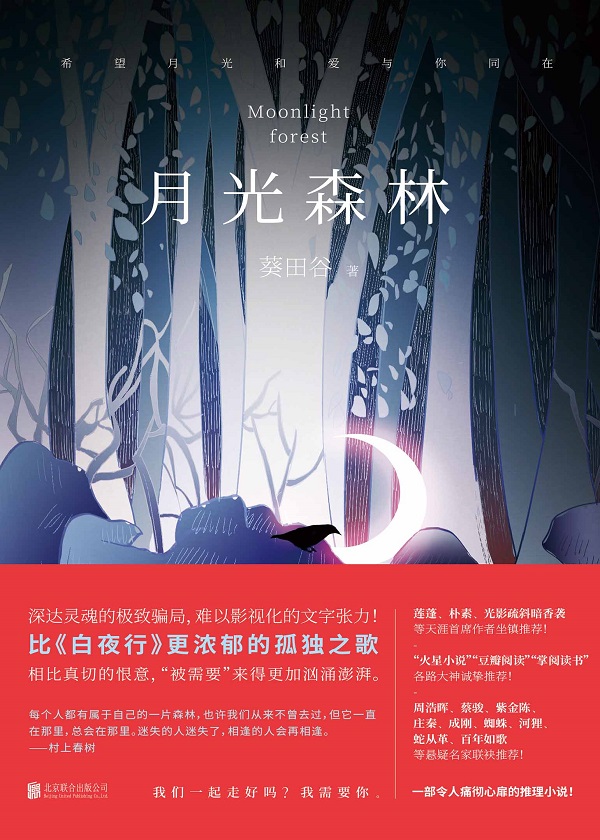 希望月光和爱与你同在
Moonlight
forest
月光森林
葵田谷 著
深达灵魂的极致骗局，难以影视化的文字张力！
比《白夜行》更浓郁的孤独之歌
相比真切的恨意，“被需要”来得更加汹涌澎湃。
每个人都有属于自己的一片森林，也许我们从来不曾去过，但它一直
在那里，总会在那里。迷失的人迷失了，相逢的人会再相逢。
——村上春树
北京联合出版公司
Beijing United Publishing Co.,Ltd.
我们一起走好吗？我需要你。
莲蓬、朴素、光影疏斜暗香袭
等天涯首席作者坐镇推荐！
-
“火星小说”“豆瓣阅读”“掌阅读书”
各路大神诚挚推荐！
-
周浩晖、蔡骏、紫金陈、
庄秦、成刚、蜘蛛、河狸、
蛇从革、百年如歌
等悬疑名家联袂推荐！
一部令人痛彻心扉的推理小说！